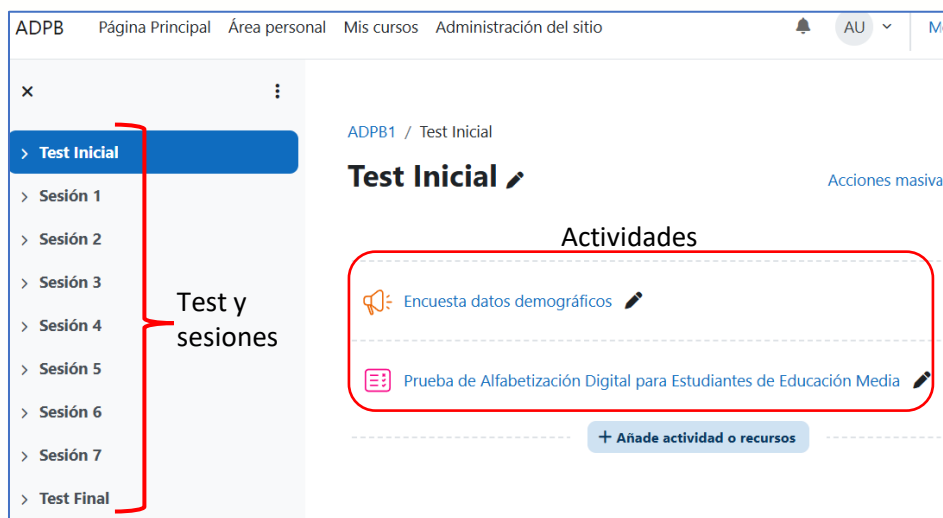 ADPB Página Principal Área personal Mis cursos Administración del sitio AU
Test Inicial
Sesión 1
Sesión 2
Sesión 3
Sesión 4
Sesión 5
Sesión 6
Sesión 7
Test Final
Test y
sesiones
ADPB1 / Test Inicial
Test Inicial
Acciones masiva
Actividades
Encuesta datos demográficos
Prueba de Alfabetización Digital para Estudiantes de Educación Media
+ Añade actividad o recursos